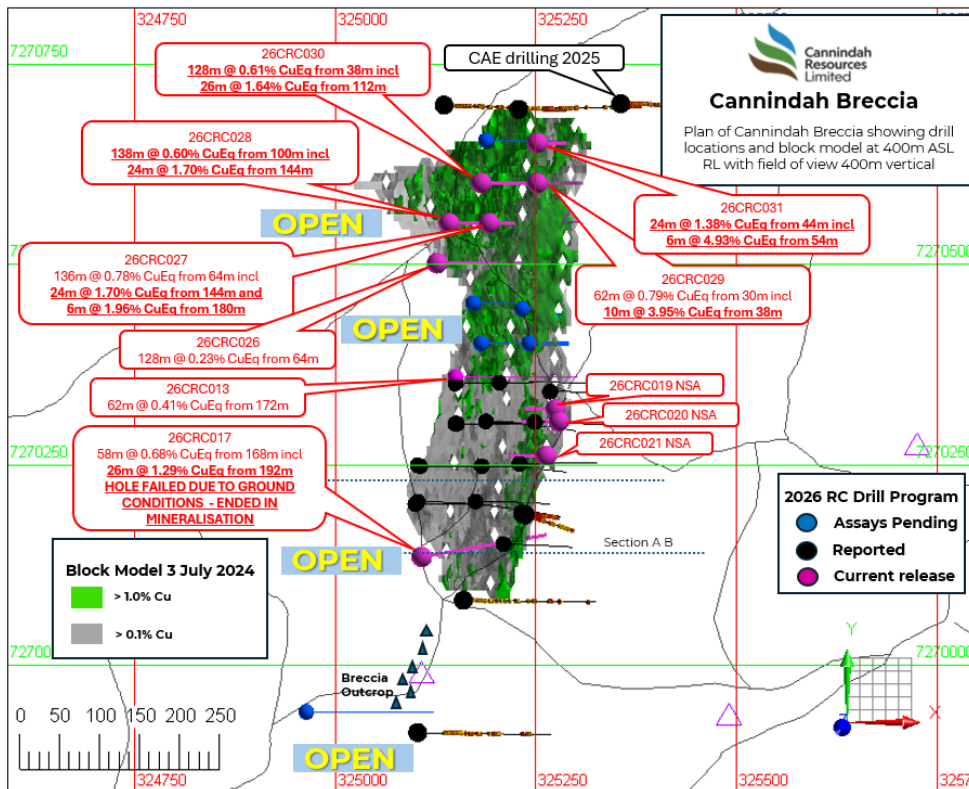 324750
325000
325250
7270750
26CRC030
128m @ 0.61% CuEq from 38m incl
26m @ 1.64% CuEq from 112m
CAE drilling 2025
Cannindah
Resources
Limited
Cannindah Breccia
Plan of Cannindah Breccia showing drill
locations and block model at 400m ASL
RL with field of view 400m vertical
26CRC028
138m @ 0.60% CuEq from 100m incl
24m @ 1.70% CuEq from 144m
OPEN
26CRC031
24m @ 1.38% CuEq from 44m incl
6m @ 4.93% CuEq from 54m
26CRC027
136m @ 0.78% CuEq from 64m incl
24m @ 1.70% CuEq from 144m and
6m @ 1.96% CuEq from 180m
7270500
26CRC029
62m @ 0.79% CuEq from 30m incl
10m @ 3.95% CuEq from 38m
OPEN
26CRC026
128m @ 0.23% CuEq from 64m
26CRC013
62m @ 0.41% CuEq from 172m
26CRC019 NSA
26CRC020 NSA
26CRC021 NSA
26CRC017
58m @ 0.68% CuEq from 168m incl
26m @ 1.29% CuEq from 192m
HOLE FAILED DUE TO GROUND
CONDITIONS - ENDED IN
MINERALISATION
7270250
7270250
2026 RC Drill Program
Assays Pending
Reported
Current release
Section A B
OPEN
Block Model 3 July 2024
> 1.0% Cu
> 0.1% Cu
7270000
Breccia
Outcrop
0 50 100 150 200 250
Y
X
Z
OPEN
324750
325000
325250
325500